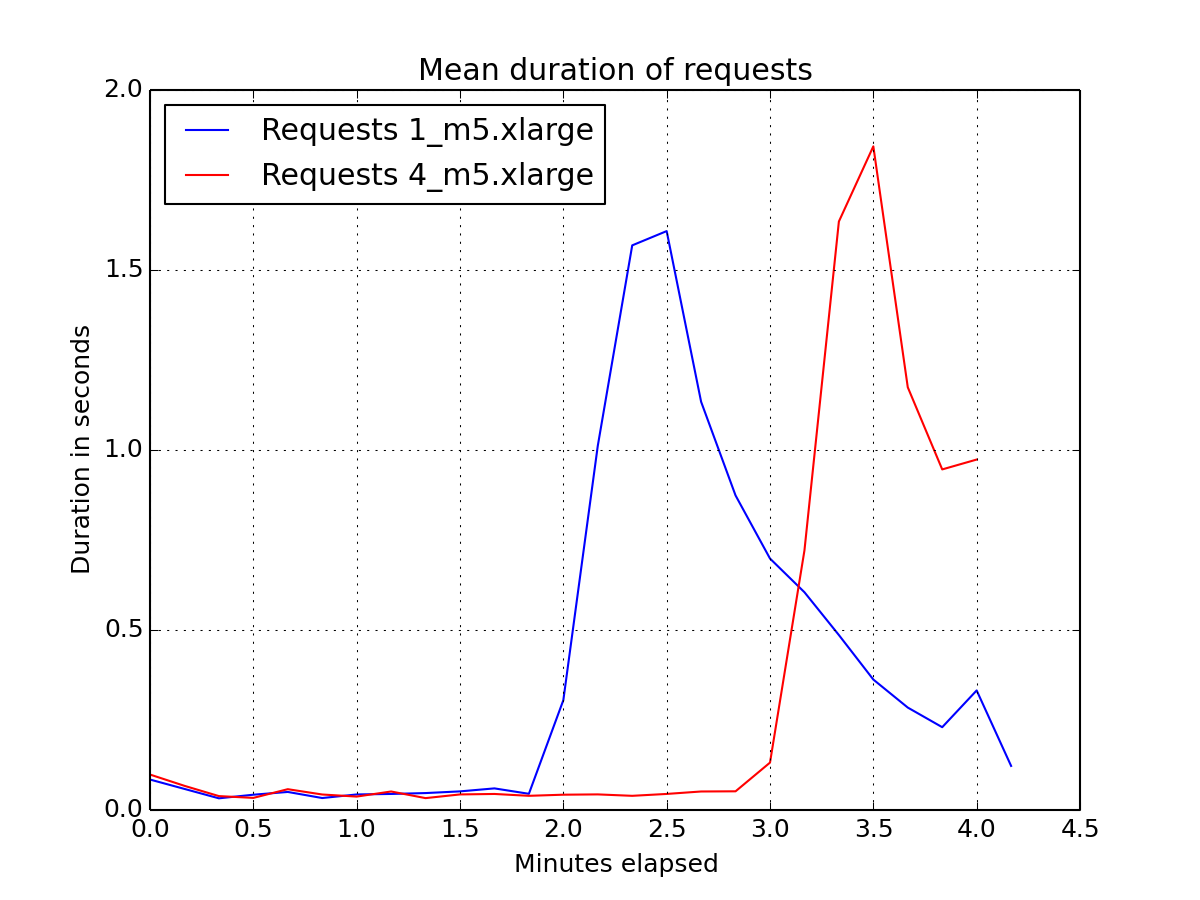 Mean duration of requests
Requests 1_m5.xlarge
Requests 4_m5.xlarge
Duration in seconds
2.0
1.5
1.0
0.5
0.0
0.0 0.5 1.0 1.5 2.0 2.5 3.0 3.5 4.0 4.5
Minutes elapsed